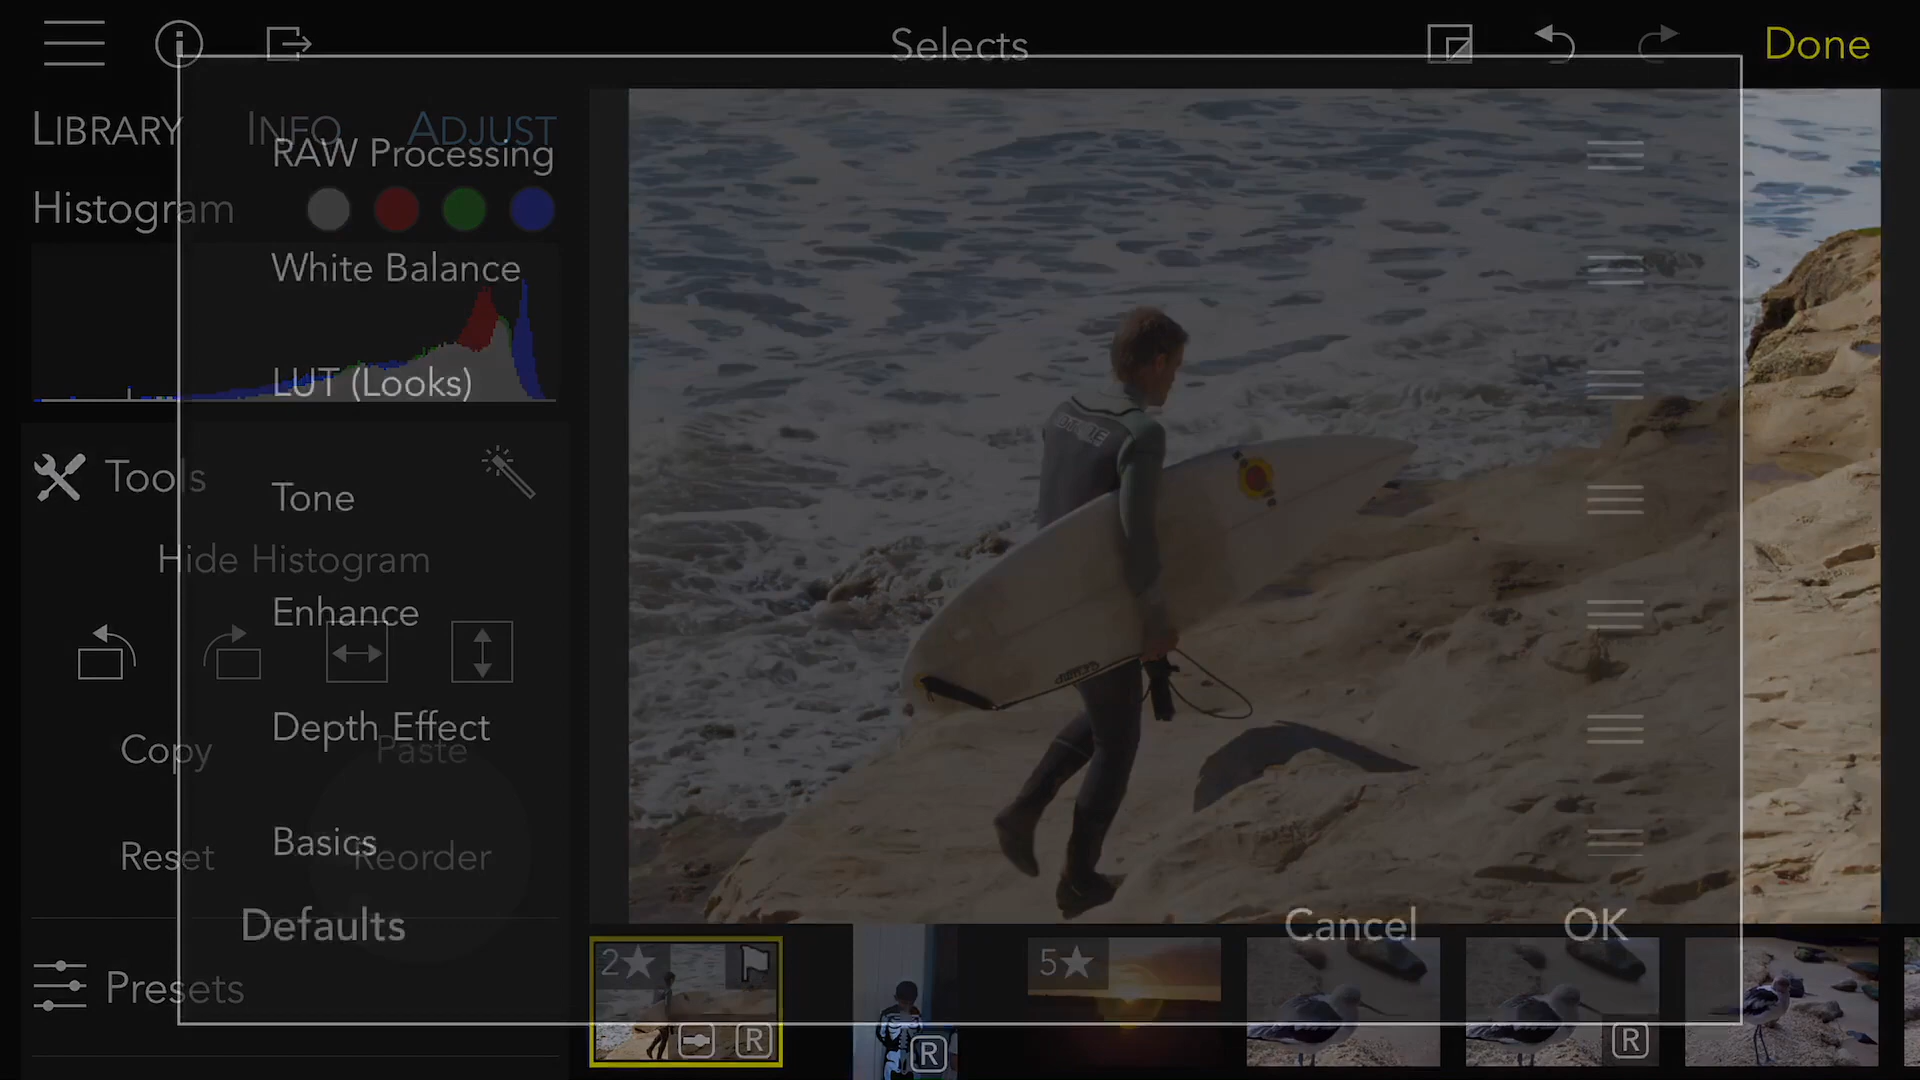 Selects
Done
LIBRARY INFO ADJUST
RAW Processing
Histogram
White Balance
LUT (Looks)
Tools
Tone
Hide Histogram
Enhance
Depth Effect
Copy Paste
Basics
Reset Reorder
Defaults
Cancel OK
2 5
Presets
R R R